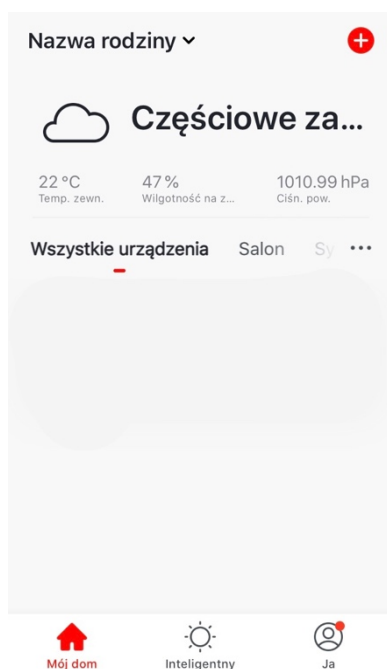 Nazwa rodziny
Częściowe za...
22 °C 47 % 1010.99 hPa
Temp. zewn. Wilgotność na z... Ciśn. pow.
Wszystkie urządzenia Salon Sy ...
Mój dom Inteligentny Ja